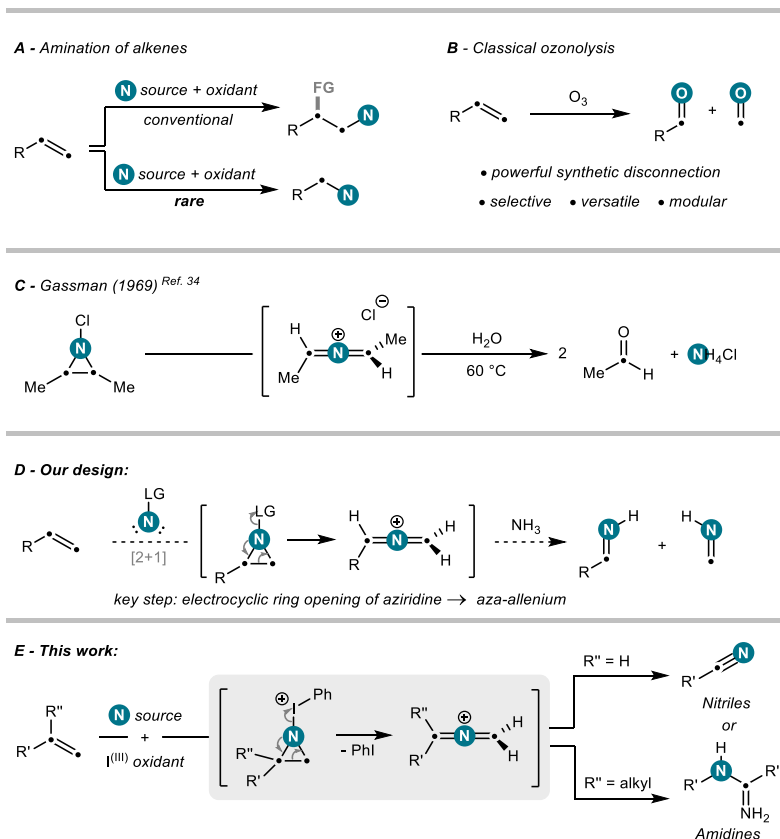 A - Amination of alkenes
N source + oxidant
conventional
R
FG
R
N
N source + oxidant
rare
R
N
B - Classical ozonolysis
R
O3
O
R
+
O
• powerful synthetic disconnection
• selective • versatile • modular
C - Gassman (1969) Ref. 34
Cl
N
Me
Me
Cl
⊖
H
⊕
Me
N
Me
H
H2O
60 °C
2
O
Me
H
+ NH4Cl
D - Our design:
R
LG
N
[2+1]
LG
N
R
H
⊕
H
N
R
H
NH3
H
N
R
+
H
N
key step: electrocyclic ring opening of aziridine → aza-allenium
E - This work:
R''
R'
N source
+
I(III) oxidant
⊕
Ph
I
N
R''
R'
- PhI
R''
⊕
H
N
R'
H
R'' = H
R'
N
Nitriles
or
R'' = alkyl
H
R'
N
R'
NH2
Amidines